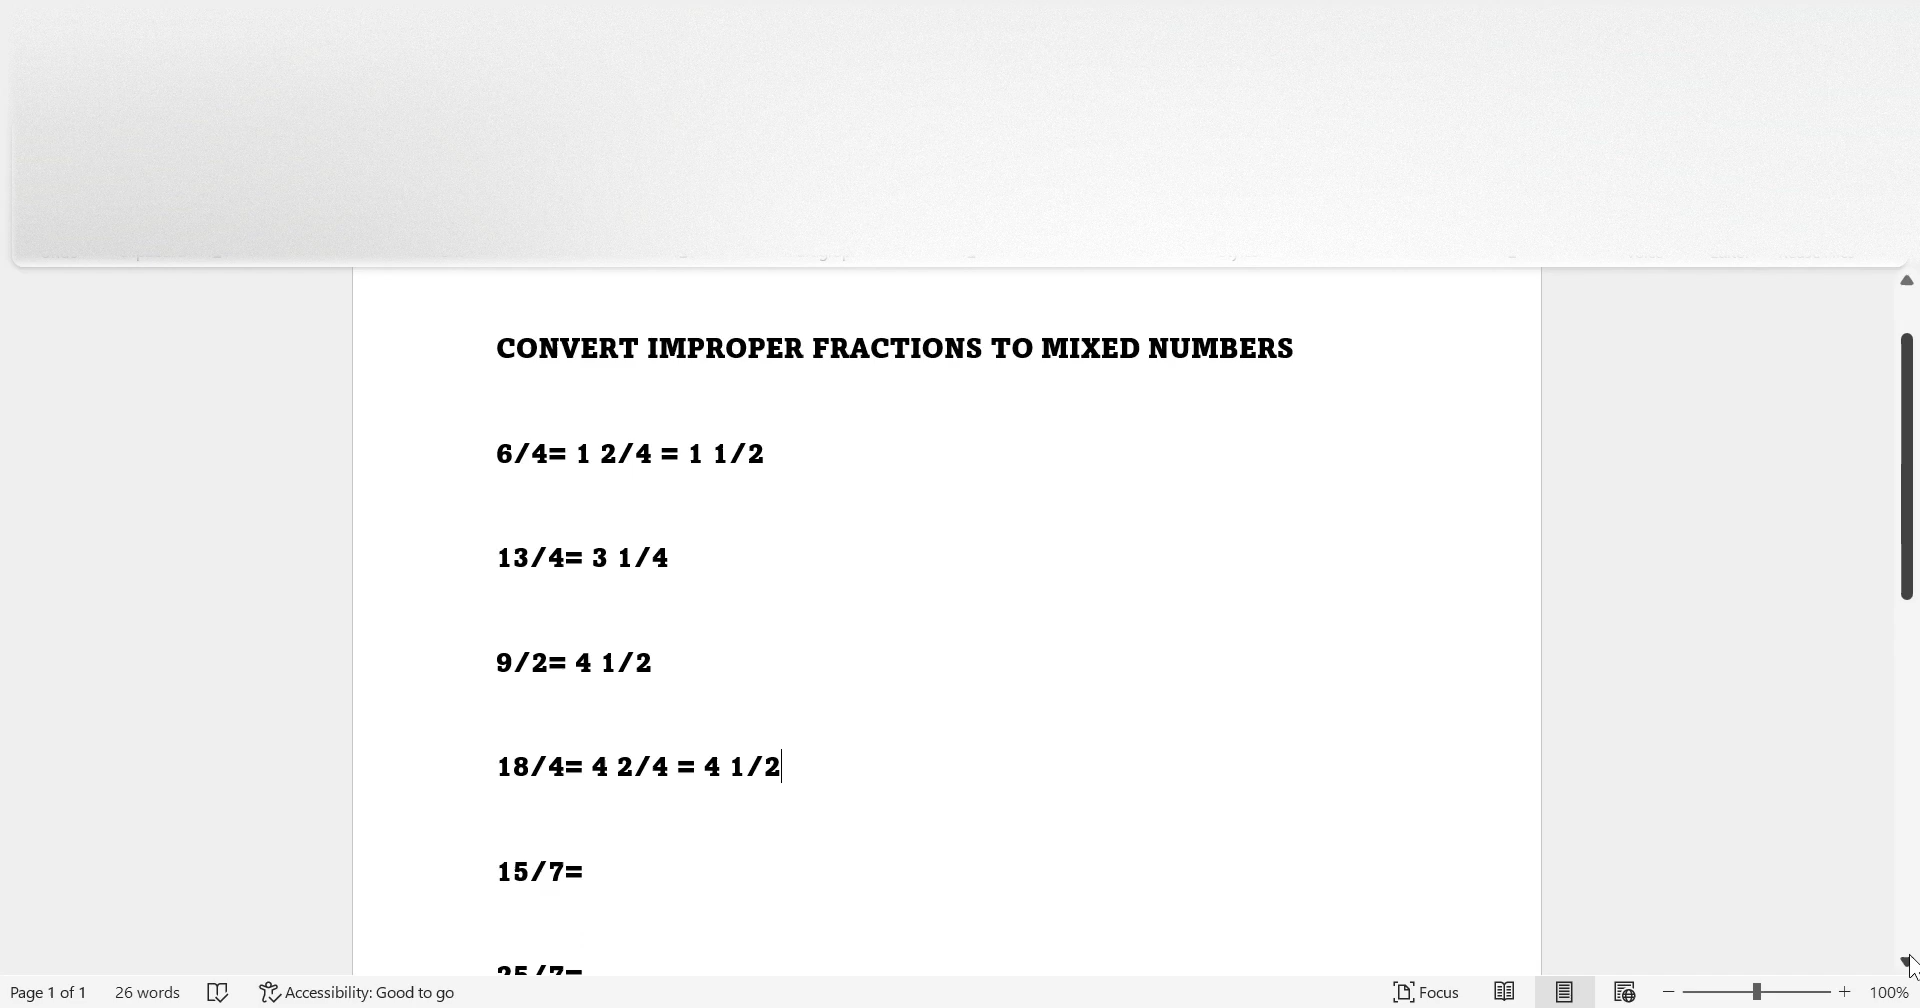 CONVERT IMPROPER FRACTIONS TO MIXED NUMBERS
6/4= 1 2/4 = 1 1/2
13/4= 3 1/4
9/2= 4 1/2
18/4= 4 2/4 = 4 1/2
15/7=
25/7=
Page 1 of 1 26 words Accessibility: Good to go Focus 100%